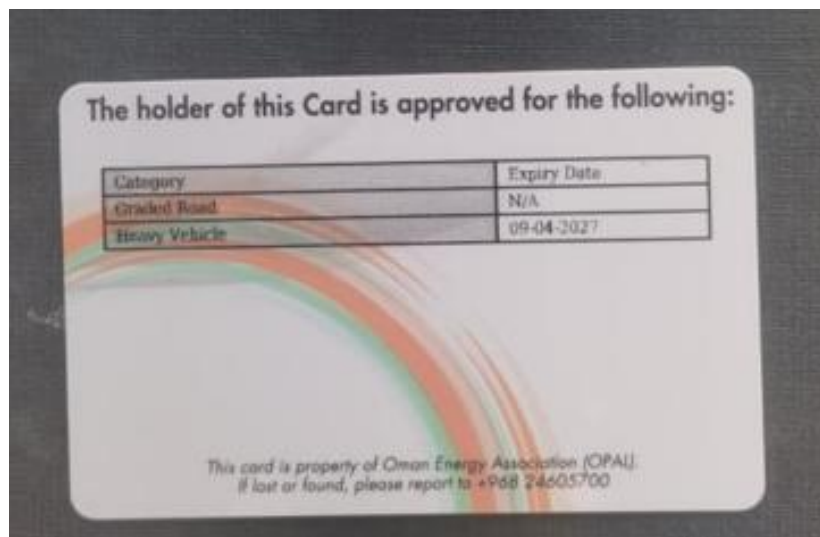 The holder of this Card is approved for the following:
Category Expiry Date
Graded Road N/A
Heavy Vehicle 09-04-2027
This card is property of Oman Energy Association (OPAL).
If lost or found, please report to +968 24605700